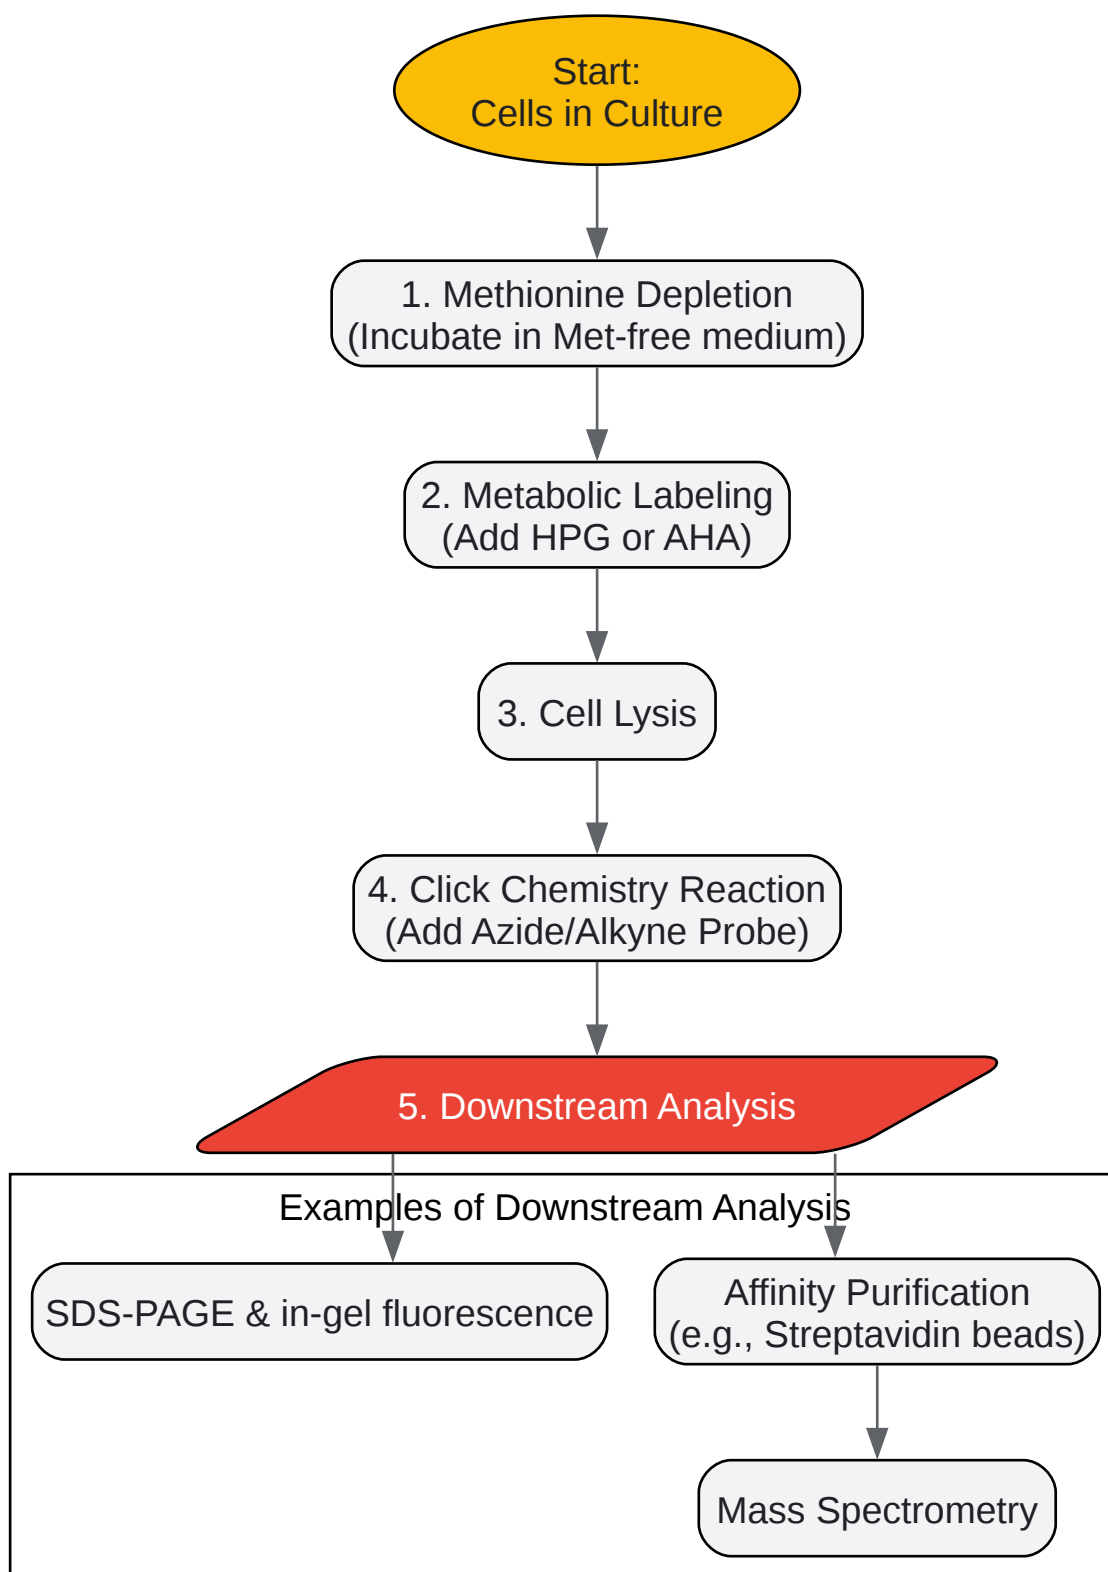 Start:
Cells in Culture
1. Methionine Depletion
(Incubate in Met-free medium)
2. Metabolic Labeling
(Add HPG or AHA)
3. Cell Lysis
4. Click Chemistry Reaction
(Add Azide/Alkyne Probe)
5. Downstream Analysis
Examples of Downstream Analysis
SDS-PAGE & in-gel fluorescence
Affinity Purification
(e.g., Streptavidin beads)
Mass Spectrometry